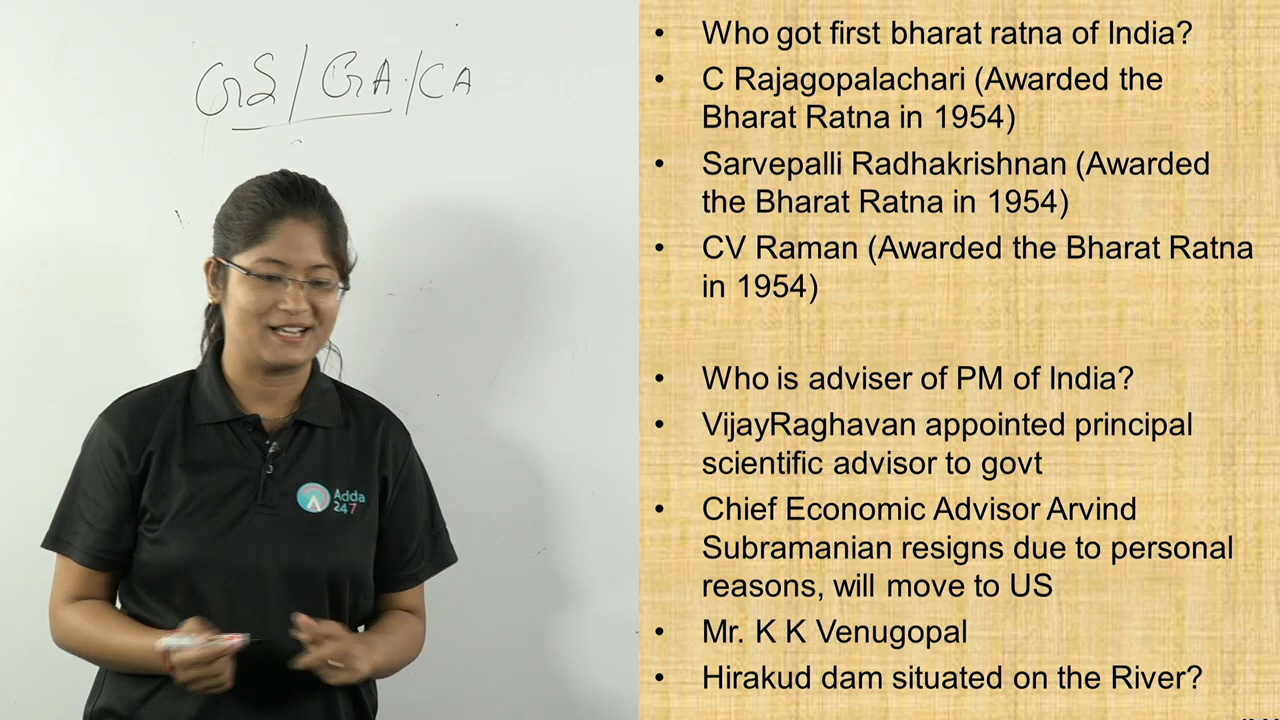 GS / GA / CA
Adda
247
• Who got first bharat ratna of India?
• C Rajagopalachari (Awarded the
Bharat Ratna in 1954)
• Sarvepalli Radhakrishnan (Awarded
the Bharat Ratna in 1954)
• CV Raman (Awarded the Bharat Ratna
in 1954)
• Who is adviser of PM of India?
• VijayRaghavan appointed principal
scientific advisor to govt
• Chief Economic Advisor Arvind
Subramanian resigns due to personal
reasons, will move to US
• Mr. K K Venugopal
• Hirakud dam situated on the River?